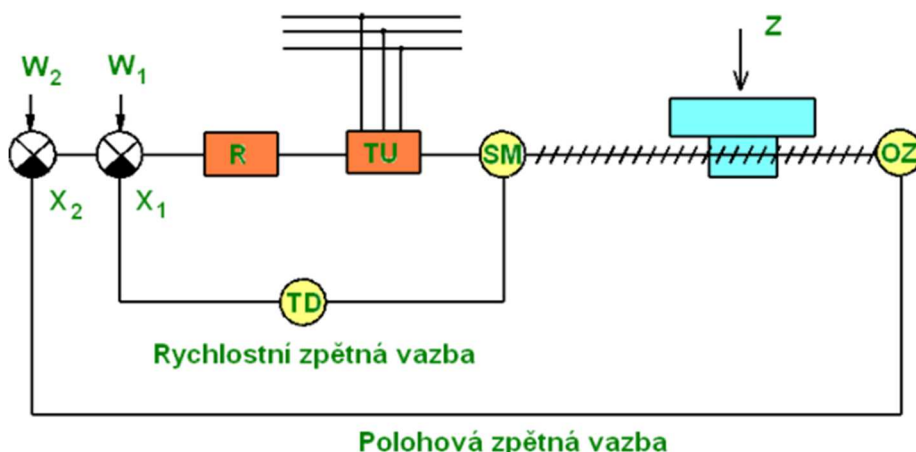 W2 W1 Z
R TU SM OZ
X2 X1
TD
Rychlostní zpětná vazba
Polohová zpětná vazba